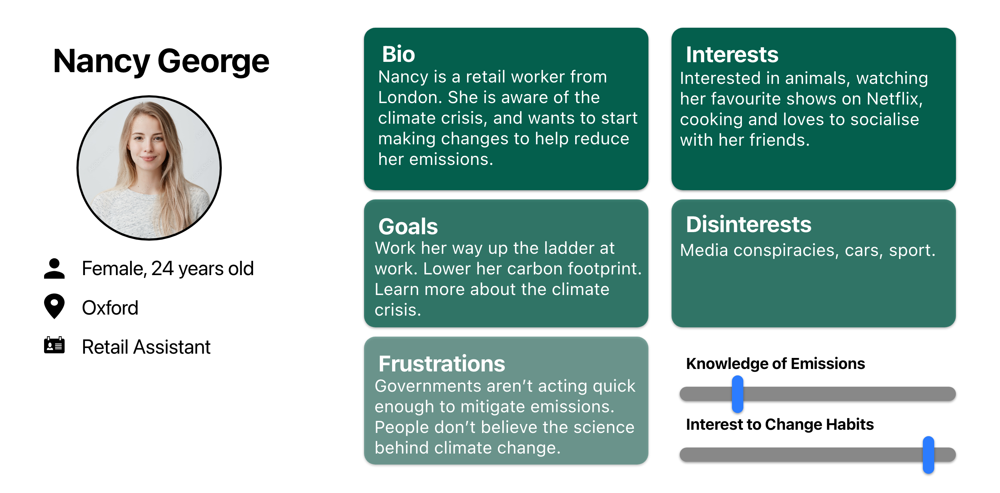 Nancy George
Adobe Stock
Adobe Stock
Female, 24 years old
Oxford
Retail Assistant
Bio
Nancy is a retail worker from
London. She is aware of the
climate crisis, and wants to start
making changes to help reduce
her emissions.
Goals
Work her way up the ladder at
work. Lower her carbon footprint.
Learn more about the climate
crisis.
Frustrations
Governments aren’t acting quick
enough to mitigate emissions.
People don’t believe the science
behind climate change.
Interests
Interested in animals, watching
her favourite shows on Netflix,
cooking and loves to socialise
with her friends.
Disinterests
Media conspiracies, cars, sport.
Knowledge of Emissions
Interest to Change Habits